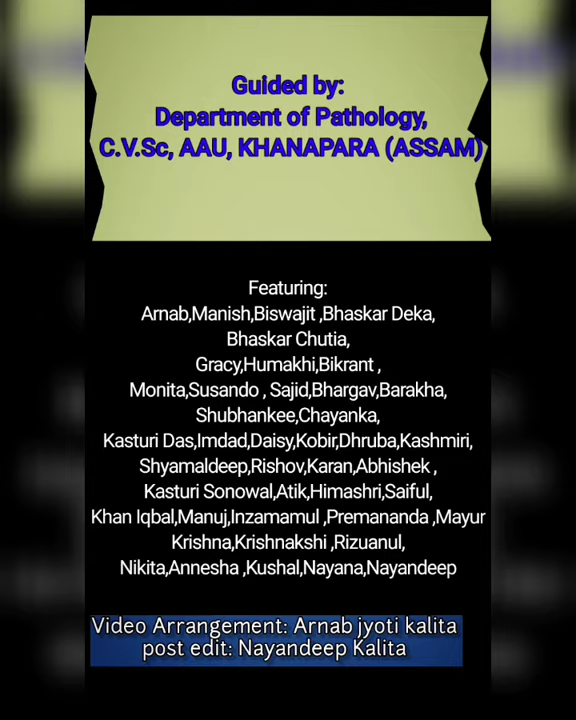 Guided by:
Department of Pathology,
C.V.Sc, AAU, KHANAPARA (ASSAM)
Featuring:
Arnab,Manish,Biswajit ,Bhaskar Deka,
Bhaskar Chutia,
Gracy,Humakhi,Bikrant ,
Monita,Susando , Sajid,Bhargav,Barakha,
Shubhankee,Chayanka,
Kasturi Das,Imdad,Daisy,Kobir,Dhruba,Kashmiri,
Shyamaldeep,Rishov,Karan,Abhishek ,
Kasturi Sonowal,Atik,Himashri,Saiful,
Khan Iqbal,Manuj,Inzamamul ,Premananda ,Mayur
Krishna,Krishnakshi ,Rizuanul,
Nikita,Annesha ,Kushal,Nayana,Nayandeep
Video Arrangement: Arnab jyoti kalita
post edit: Nayandeep Kalita